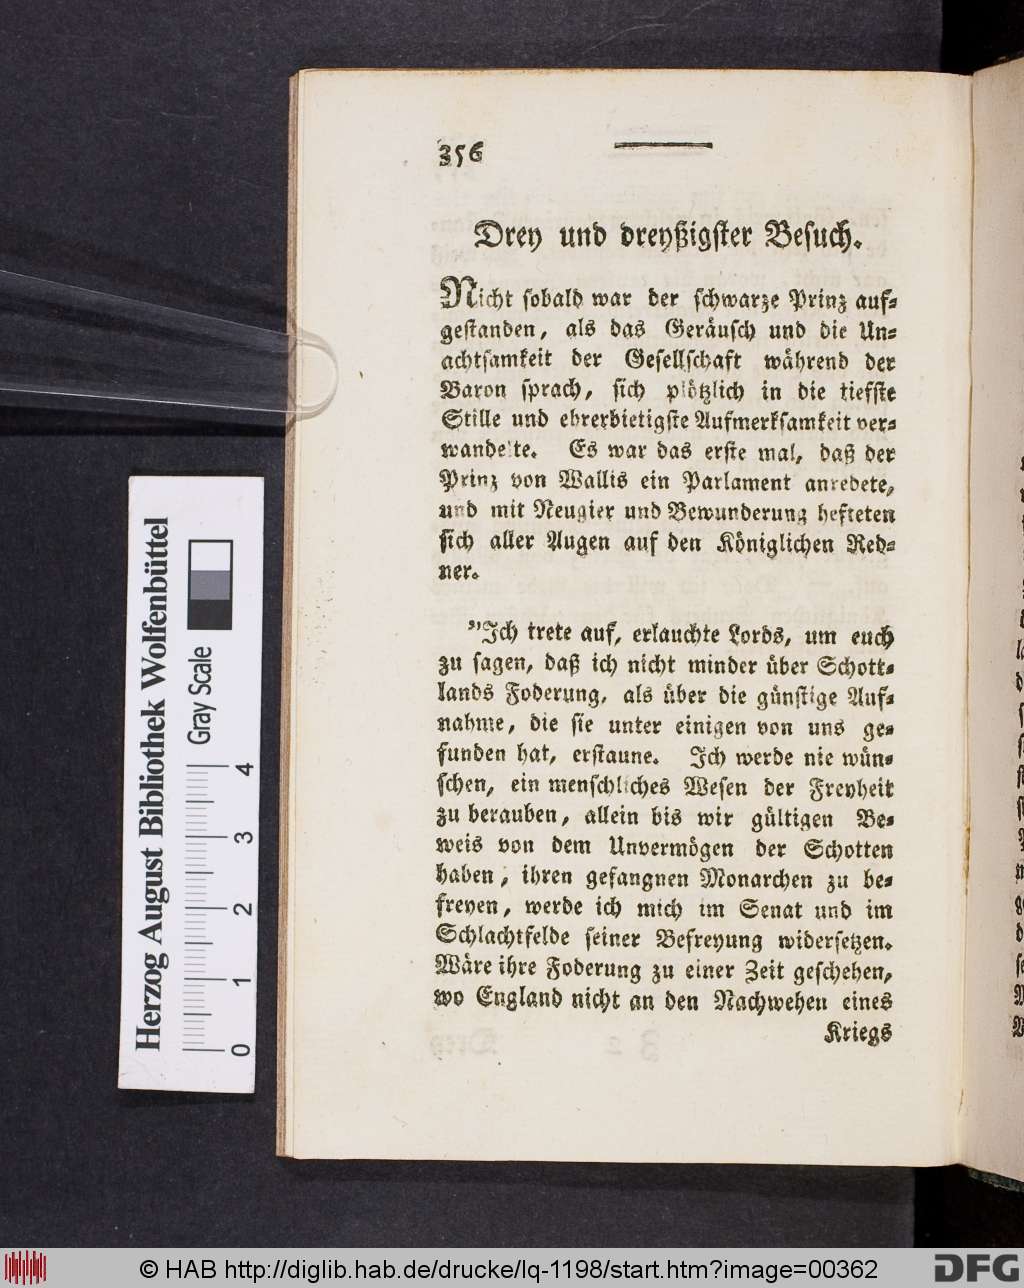 356
Drey und dreyßigster Besuch.
Nicht sobald war der schwarze Prinz auf-
gestanden, als das Geräusch und die Un-
achtsamkeit der Gesellschaft während der
Baron sprach, sich plötzlich in die tiefste
Stille und ehrerbietigste Aufmerksamkeit ver-
wandelte. Es war das erste mal, daß der
Prinz von Wallis ein Parlament anredete,
und mit Neugier und Bewunderung hefteten
sich aller Augen auf den Königlichen Red-
ner.
"Ich trete auf, erlauchte Lords, um euch
zu sagen, daß ich nicht minder über Schott-
lands Foderung, als über die günstige Auf-
nahme, die sie unter einigen von uns ge-
funden hat, erstaune. Ich werde nie wün-
schen, ein menschliches Wesen der Freyheit
zu berauben, allein bis wir gültigen Be-
weis von dem Unvermögen der Schotten
haben, ihren gefangnen Monarchen zu be-
freyen, werde ich mich im Senat und im
Schlachtfelde seiner Befreyung widersetzen.
Wäre ihre Foderung zu einer Zeit geschehen,
wo England nicht an den Nachwehen eines
Kriegs
Herzog August Bibliothek Wolfenbüttel
Gray Scale
0 1 2 3 4
© HAB http://diglib.hab.de/drucke/lq-1198/start.htm?image=00362
DFG